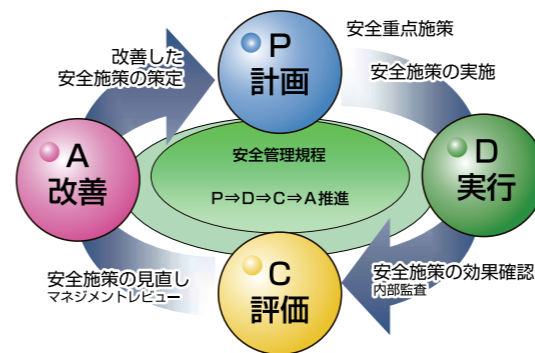 P
計画
安全重点施策
安全施策の実施
D
実行
安全施策の効果確認
内部監査
C
評価
安全施策の見直し
マネジメントレビュー
A
改善
改善した
安全施策の策定
安全管理規程
P⇒D⇒C⇒A推進